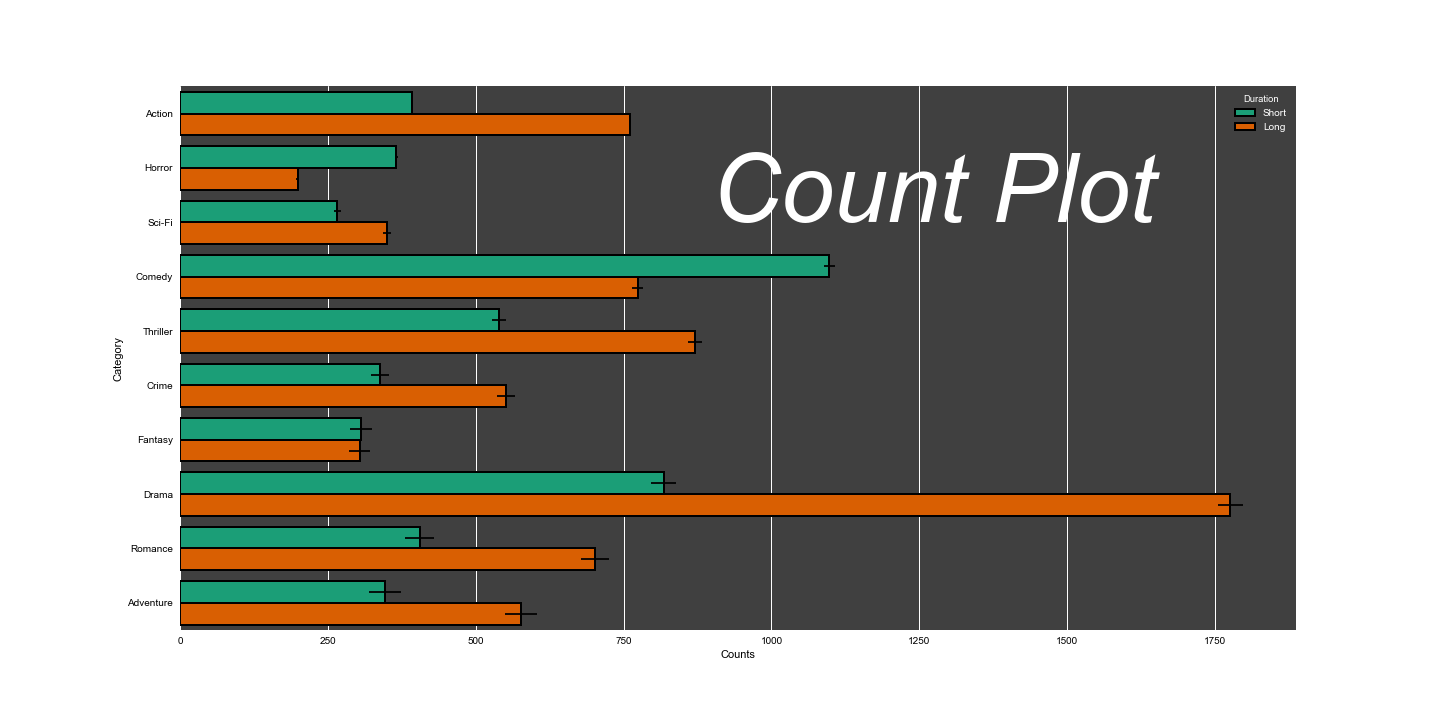 Count Plot
Duration
Short
Long
Category
Action
Horror
Sci-Fi
Comedy
Thriller
Crime
Fantasy
Drama
Romance
Adventure
0 250 500 750 1000 1250 1500 1750
Counts